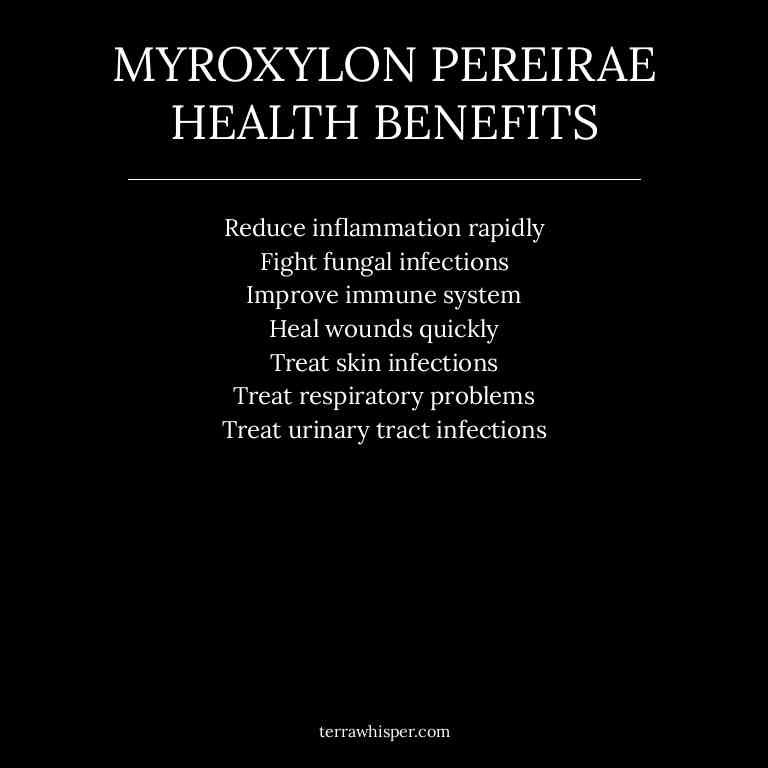 MYROXYLON PEREIRAE
HEALTH BENEFITS
Reduce inflammation rapidly
Fight fungal infections
Improve immune system
Heal wounds quickly
Treat skin infections
Treat respiratory problems
Treat urinary tract infections
terrawhisper.com